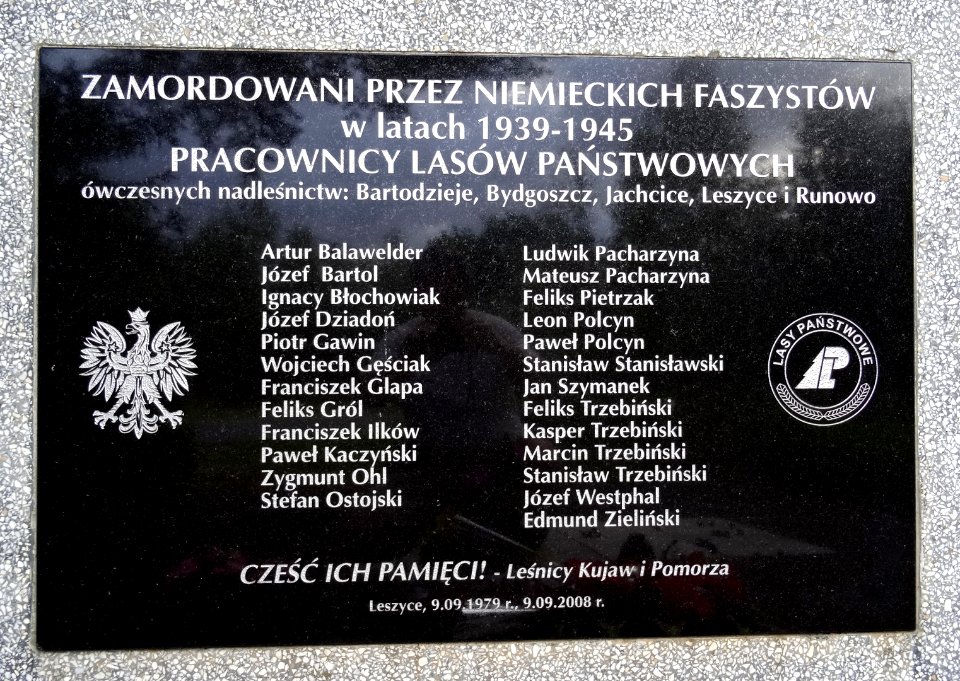 ZAMORDOWANI PRZEZ NIEMIECKICH FASZYSTÓW
w latach 1939-1945
PRACOWNICY LASÓW PAŃSTWOWYCH
ówczesnych nadleśnictw: Bartodzieje, Bydgoszcz, Jachcice, Leszyce i Runowo
Artur Balawelder
Józef Bartol
Ignacy Błochowiak
Józef Dziadoń
Piotr Gawin
Wojciech Gęściak
Franciszek Glapa
Feliks Gról
Franciszek Ilków
Paweł Kaczyński
Zygmunt Ohl
Stefan Ostojski
Ludwik Pacharzyna
Mateusz Pacharzyna
Feliks Pietrzak
Leon Polcyn
Paweł Polcyn
Stanisław Stanisławski
Jan Szymanek
Feliks Trzebiński
Kasper Trzebiński
Marcin Trzebiński
Stanisław Trzebiński
Józef Westphal
Edmund Zieliński
LASY PAŃSTWOWE
CZEŚĆ ICH PAMIĘCI! - Leśnicy Kujaw i Pomorza
Leszyce, 9.09.1979 r., 9.09.2008 r.